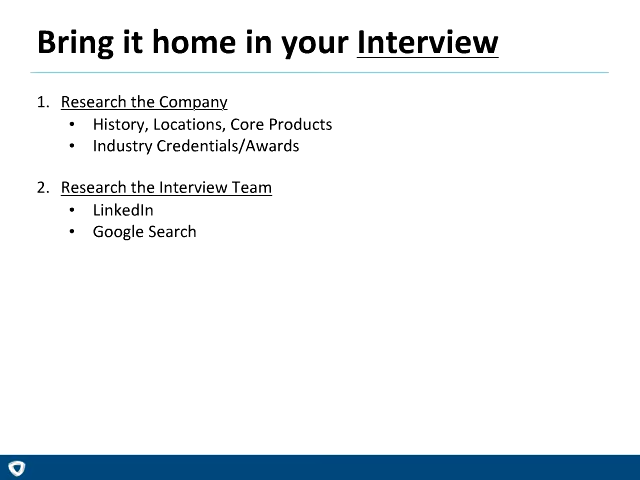 Bring it home in your Interview
1. Research the Company
• History, Locations, Core Products
• Industry Credentials/Awards
2. Research the Interview Team
• LinkedIn
• Google Search